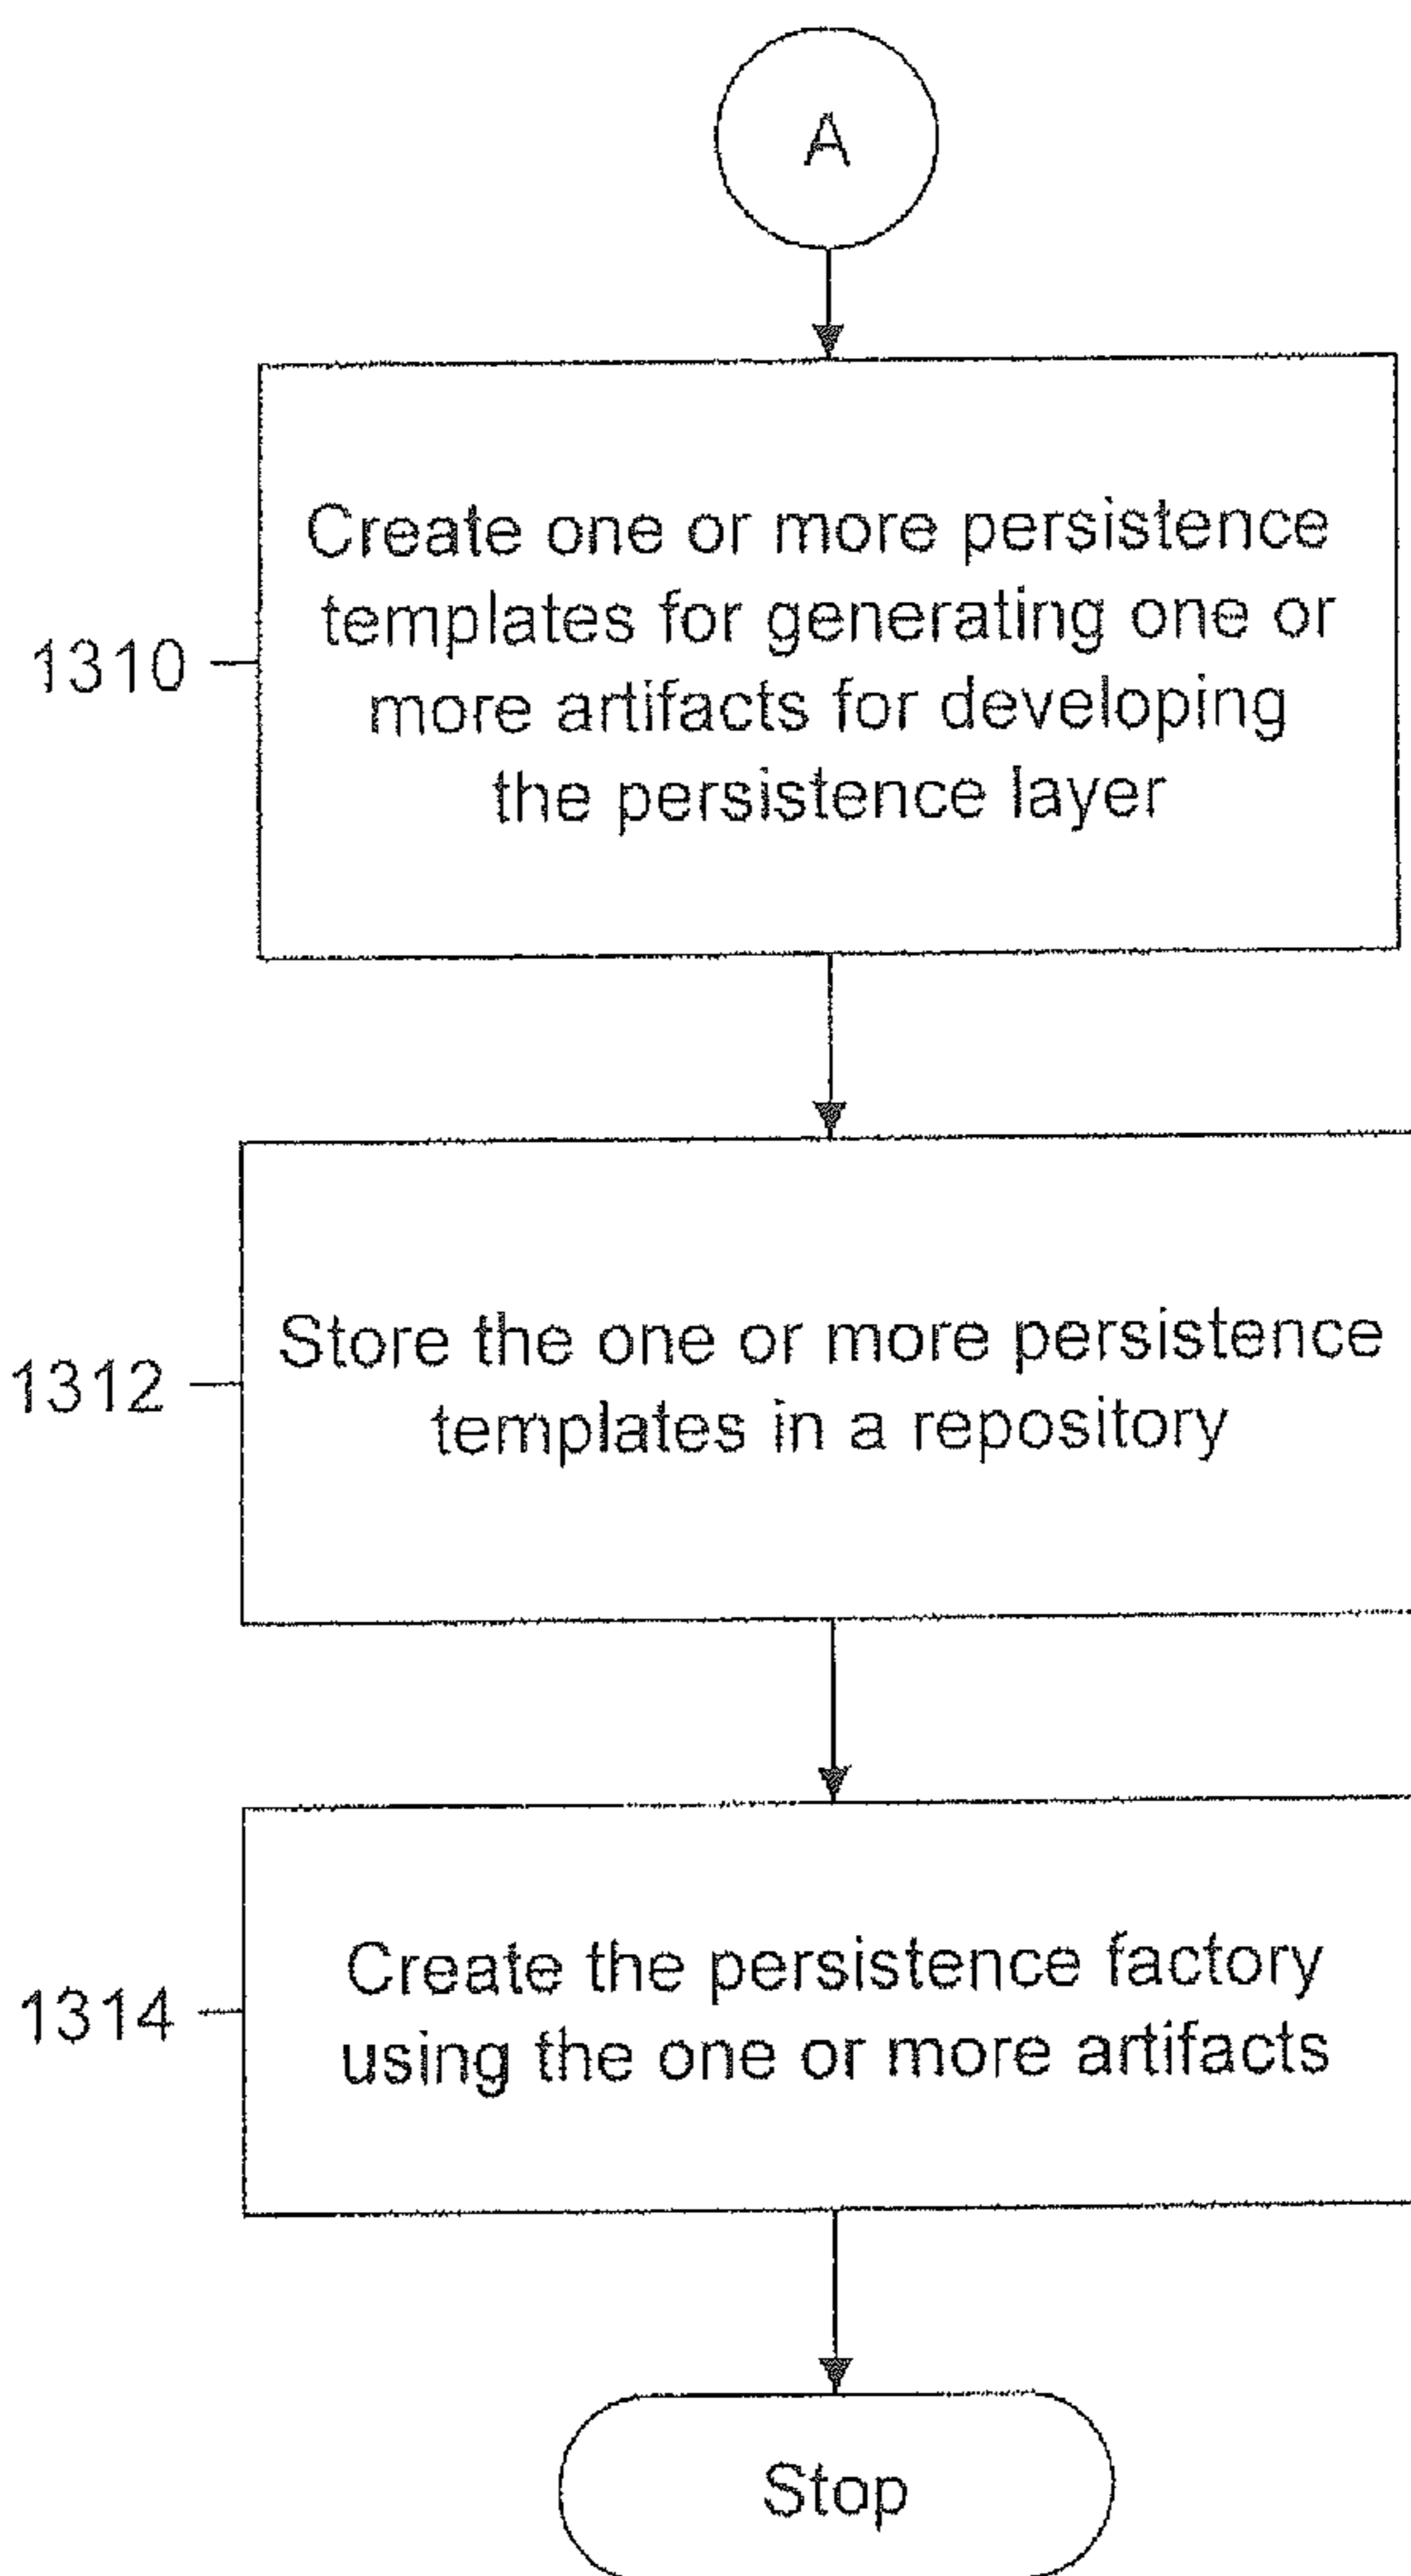 A
Create one or more persistence
templates for generating one or
more artifacts for developing
the persistence layer
1310
Store the one or more persistence
templates in a repository
1312
Create the persistence factory
using the one or more artifacts
1314
Stop